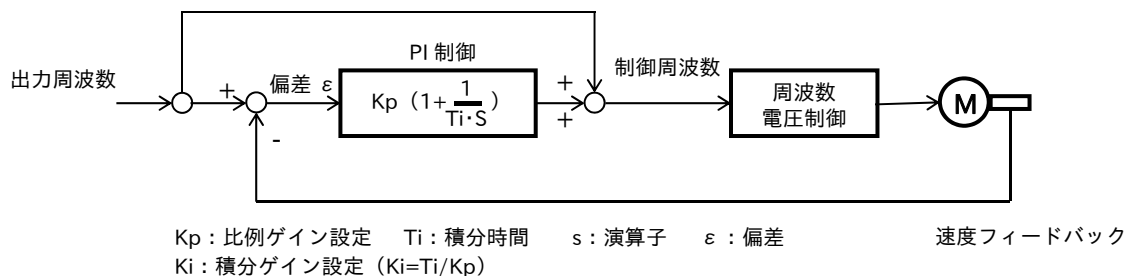 PI 制御
出力周波数
+
偏差 ε
Kp（1+1/Ti・S）
+
+
制御周波数
周波数
電圧制御
M
-
Kp：比例ゲイン設定 Ti：積分時間 s：演算子 ε：偏差
速度フィードバック
Ki：積分ゲイン設定（Ki=Ti/Kp）